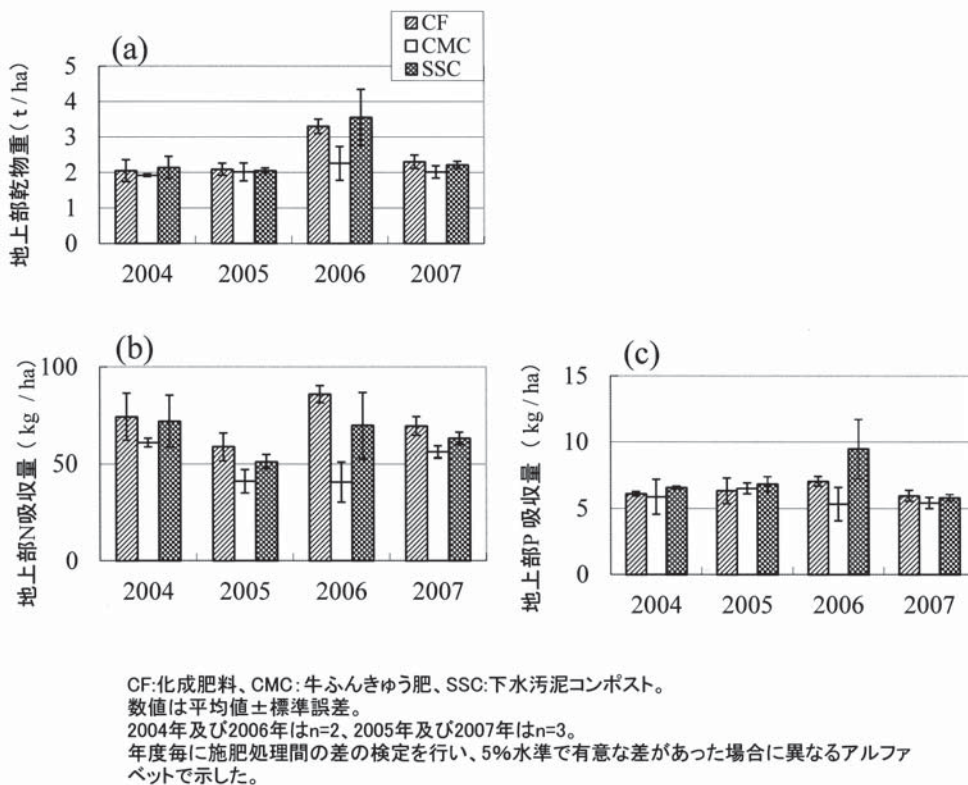 (a)
CF
CMC
SSC
地上部乾物重(t/ha)
5
4
3
2
1
0
2004 2005 2006 2007
(b)
地上部N吸収量(kg/ha)
100
50
0
2004 2005 2006 2007
(c)
地上部P吸収量(kg/ha)
15
10
5
0
2004 2005 2006 2007
CF:化成肥料、CMC:牛ふんきゅう肥、SSC:下水汚泥コンポスト。
数値は平均値±標準誤差。
2004年及び2006年はn=2、2005年及び2007年はn=3。
年度毎に施肥処理間の差の検定を行い、5%水準で有意な差があった場合に異なるアルファ
ベットで示した。